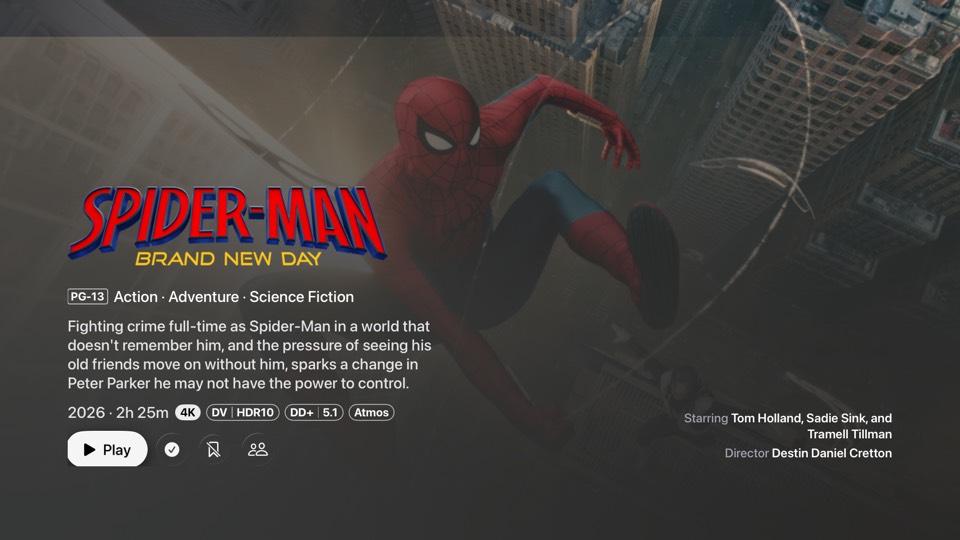 SPIDER-MAN
BRAND NEW DAY
PG-13 Action · Adventure · Science Fiction
Fighting crime full-time as Spider-Man in a world that
doesn't remember him, and the pressure of seeing his
old friends move on without him, sparks a change in
Peter Parker he may not have the power to control.
2026 · 2h 25m 4K DV | HDR10 DD+ | 5.1 Atmos
Play
Starring Tom Holland, Sadie Sink, and
Tramell Tillman
Director Destin Daniel Cretton